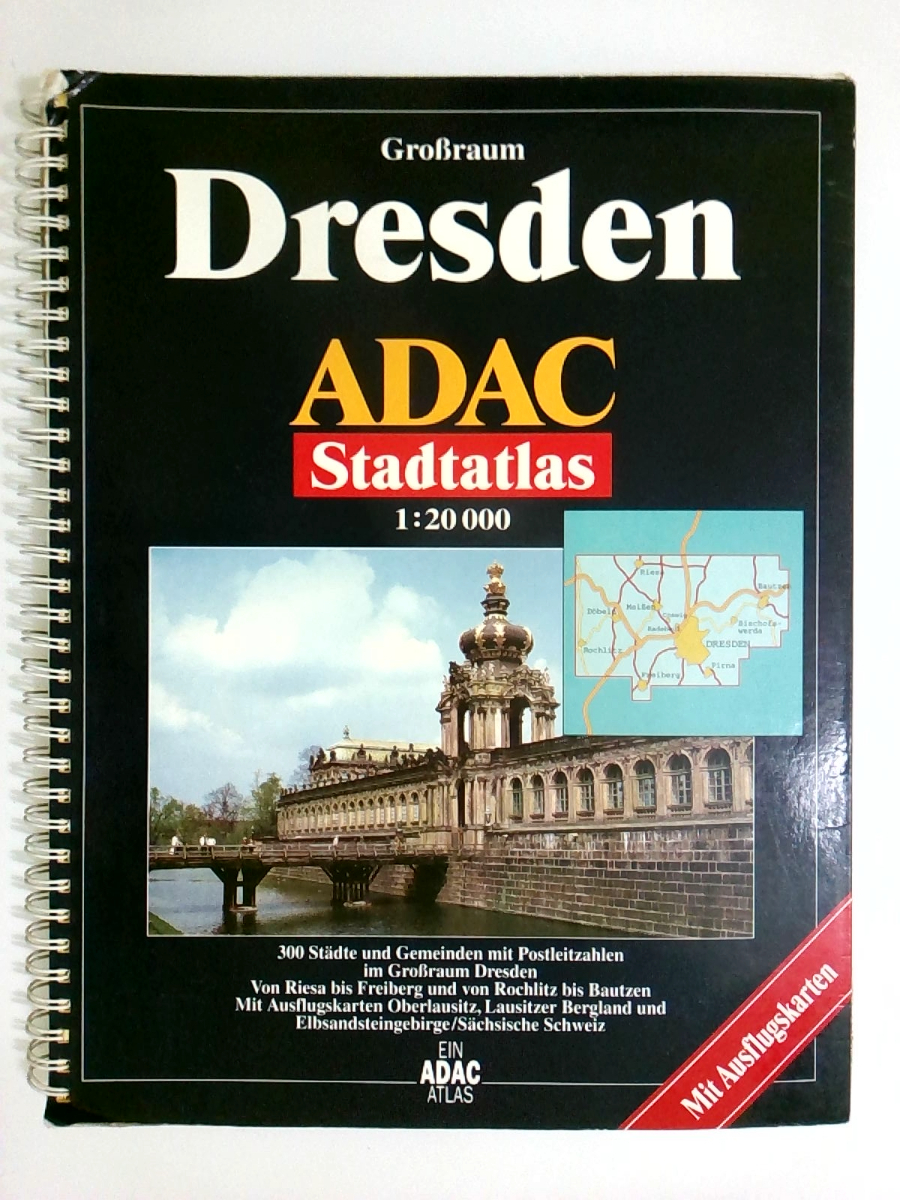 Großraum
Dresden
ADAC
Stadtatlas
1:20 000
Riesa
Bautzen
Döbeln
Meißen
Coswig
Radebeul
Bischofs-
werda
DRESDEN
Rochlitz
Pirna
Freiberg
300 Städte und Gemeinden mit Postleitzahlen
im Großraum Dresden
Von Riesa bis Freiberg und von Rochlitz bis Bautzen
Mit Ausflugskarten Oberlausitz, Lausitzer Bergland und
Elbsandsteingebirge/Sächsische Schweiz
EIN
ADAC
ATLAS
Mit Ausflugskarten